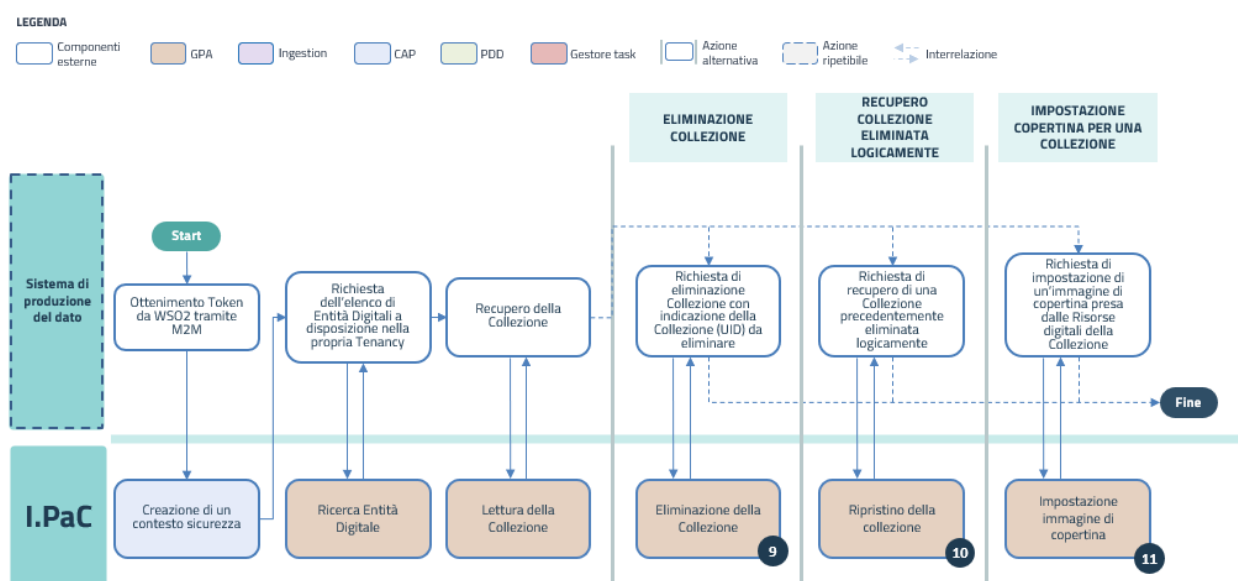 LEGENDA
Componenti
esterne
GPA
Ingestion
CAP
PDD
Gestore task
Azione
alternativa
Azione
ripetibile
Interrelazione
ELIMINAZIONE
COLLEZIONE
RECUPERO
COLLEZIONE
ELIMINATA
LOGICAMENTE
IMPOSTAZIONE
COPERTINA PER UNA
COLLEZIONE
Sistema di
produzione
del dato
Start
Ottenimento Token
da WSO2 tramite
M2M
Richiesta
dell'elenco di
Entità Digitali a
disposizione nella
propria Tenancy
Recupero della
Collezione
Richiesta di
eliminazione
Collezione con
indicazione della
Collezione (UID) da
eliminare
Richiesta di
recupero di una
Collezione
precedentemente
eliminata
logicamente
Richiesta di
impostazione di
un'immagine di
copertina presa
dalle Risorse
digitali della
Collezione
Fine
I.PaC
Creazione di un
contesto sicurezza
Ricerca Entità
Digitale
Lettura della
Collezione
Eliminazione della
Collezione
9
Ripristino della
collezione
10
Impostazione
immagine di
copertina
11